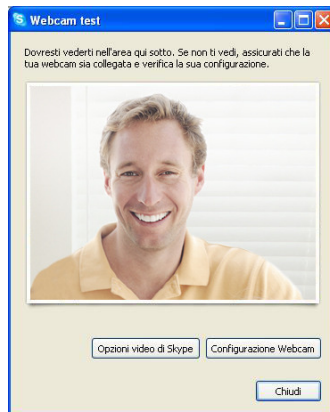 Webcam test
Dovresti vederti nell'area qui sotto. Se non ti vedi, assicurati che la
tua webcam sia collegata e verifica la sua configurazione.
Opzioni video di Skype
Configurazione Webcam
Chiudi